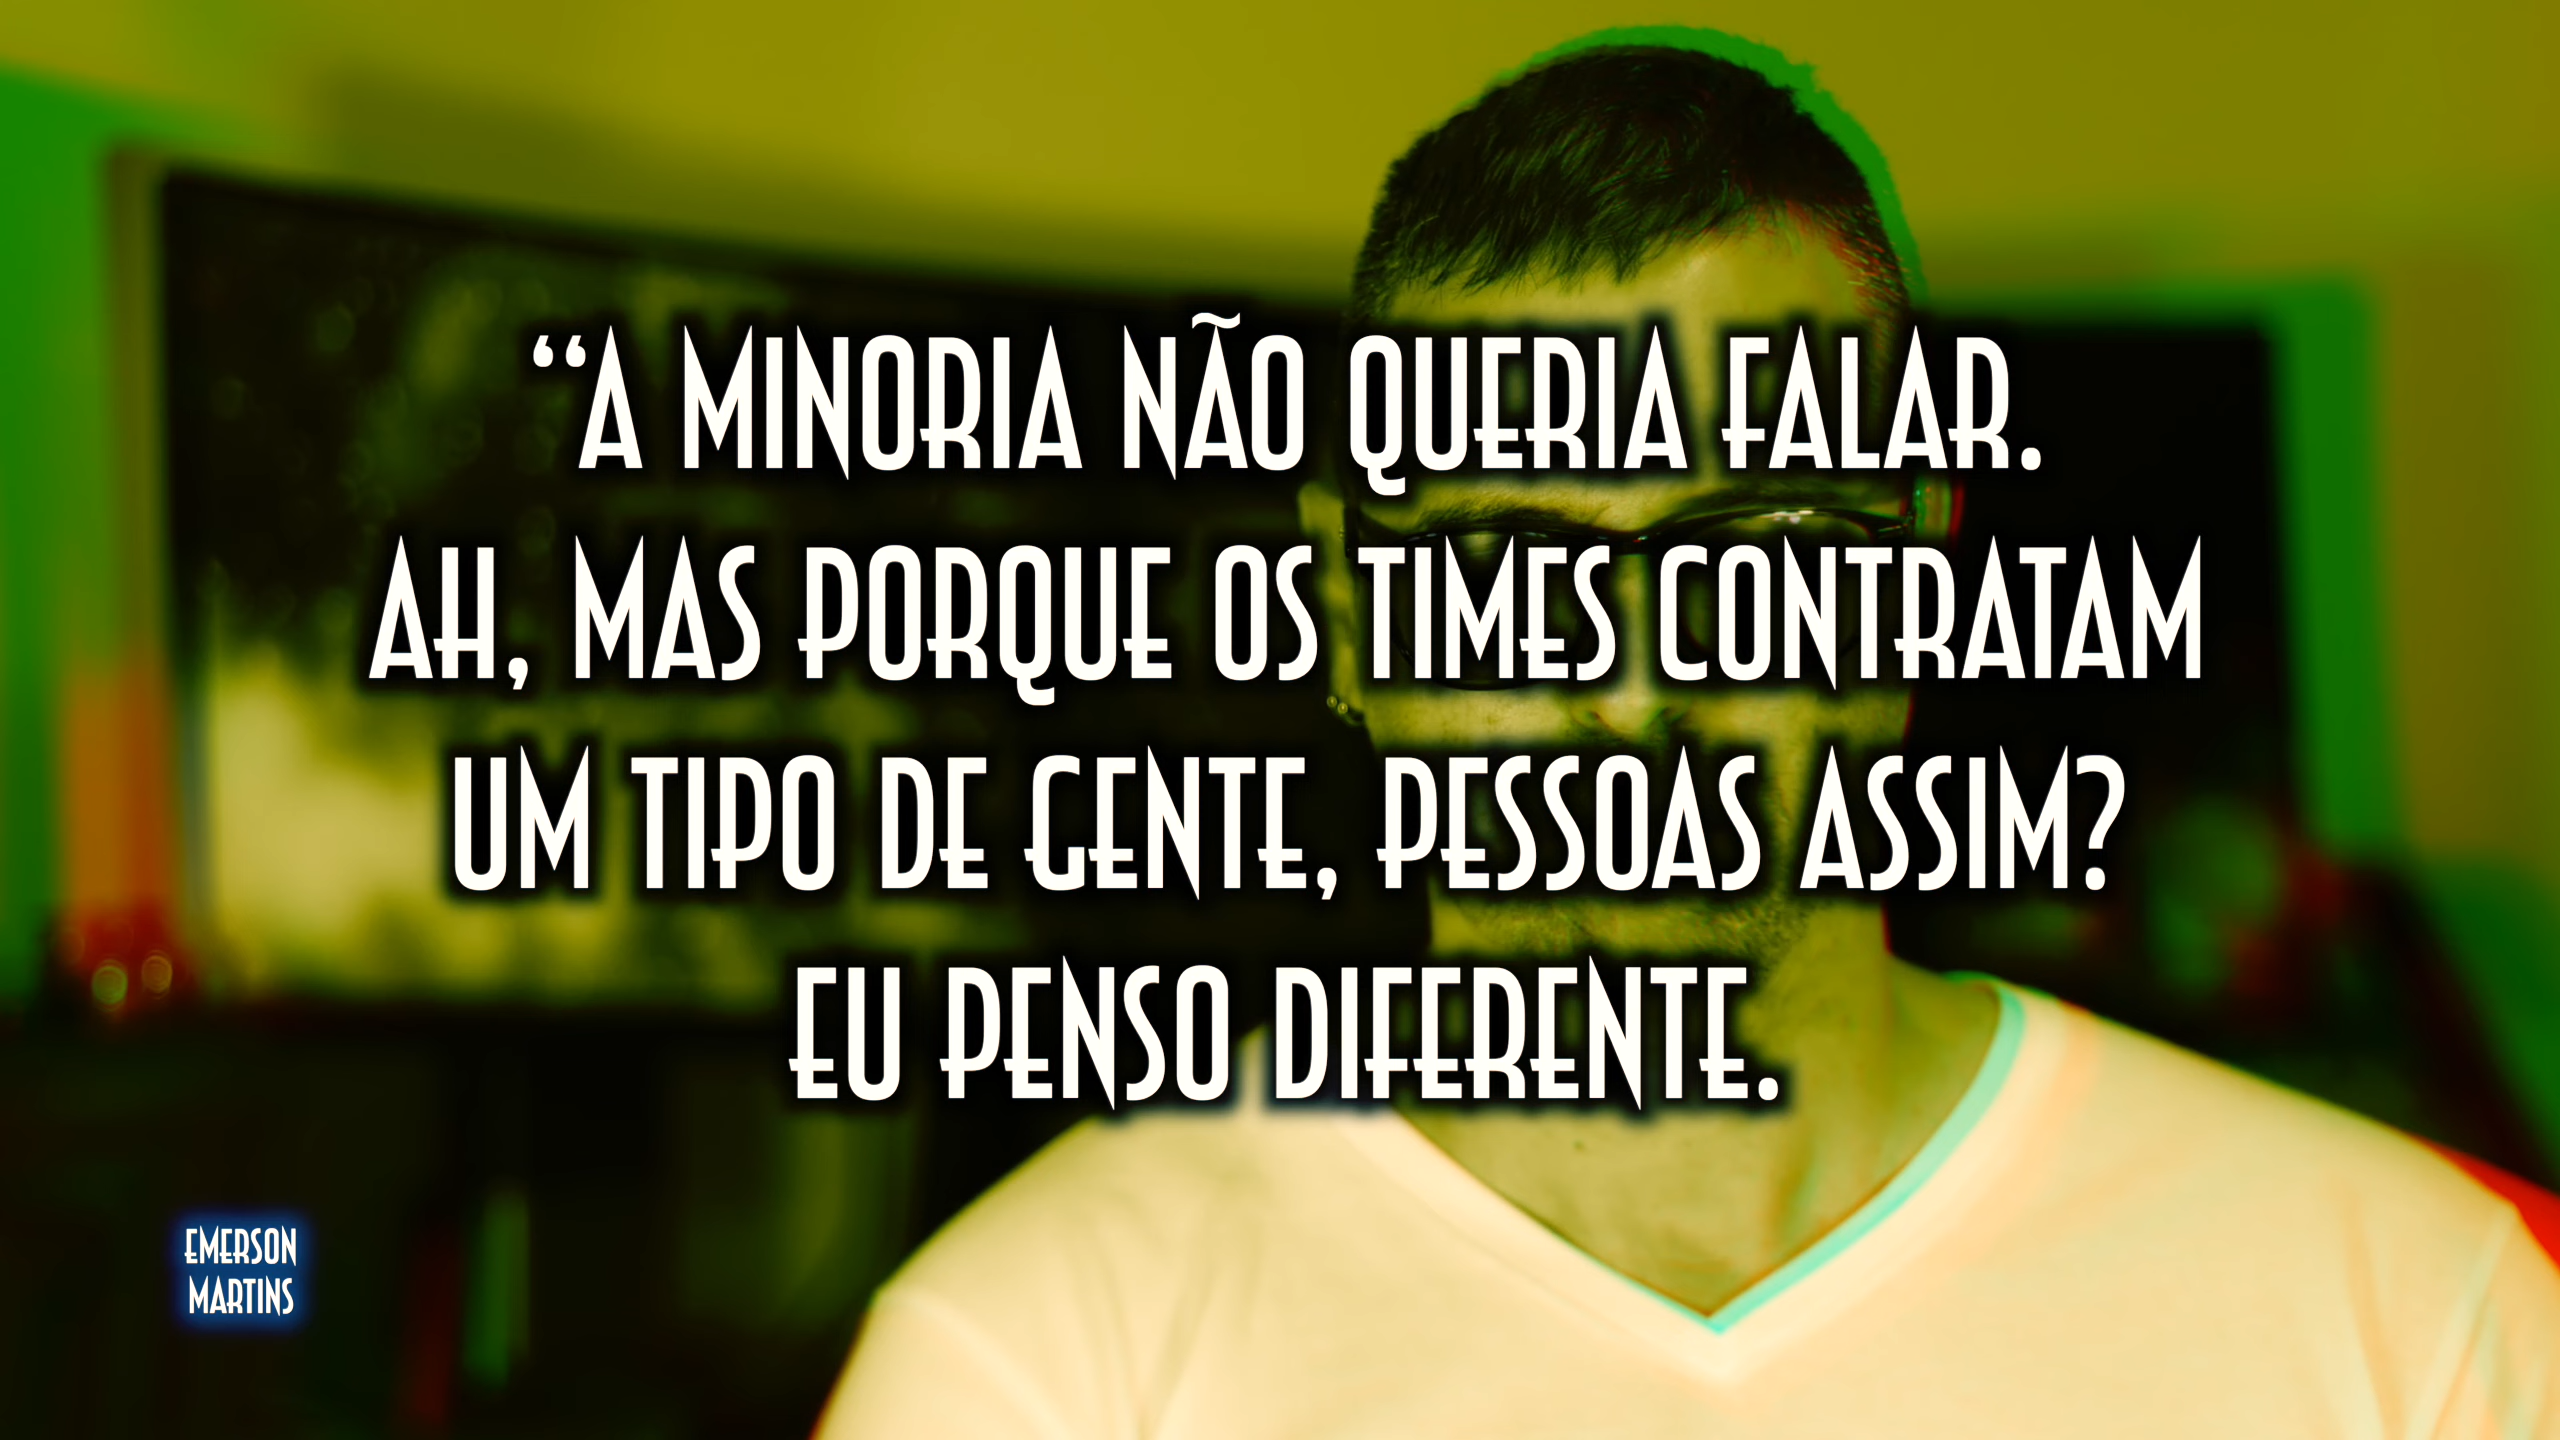 “A MINORIA NÃO QUERIA FALAR.
AH, MAS PORQUE OS TIMES CONTRATAM
UM TIPO DE GENTE, PESSOAS ASSIM?
EU PENSO DIFERENTE.
EMERSON
MARTINS